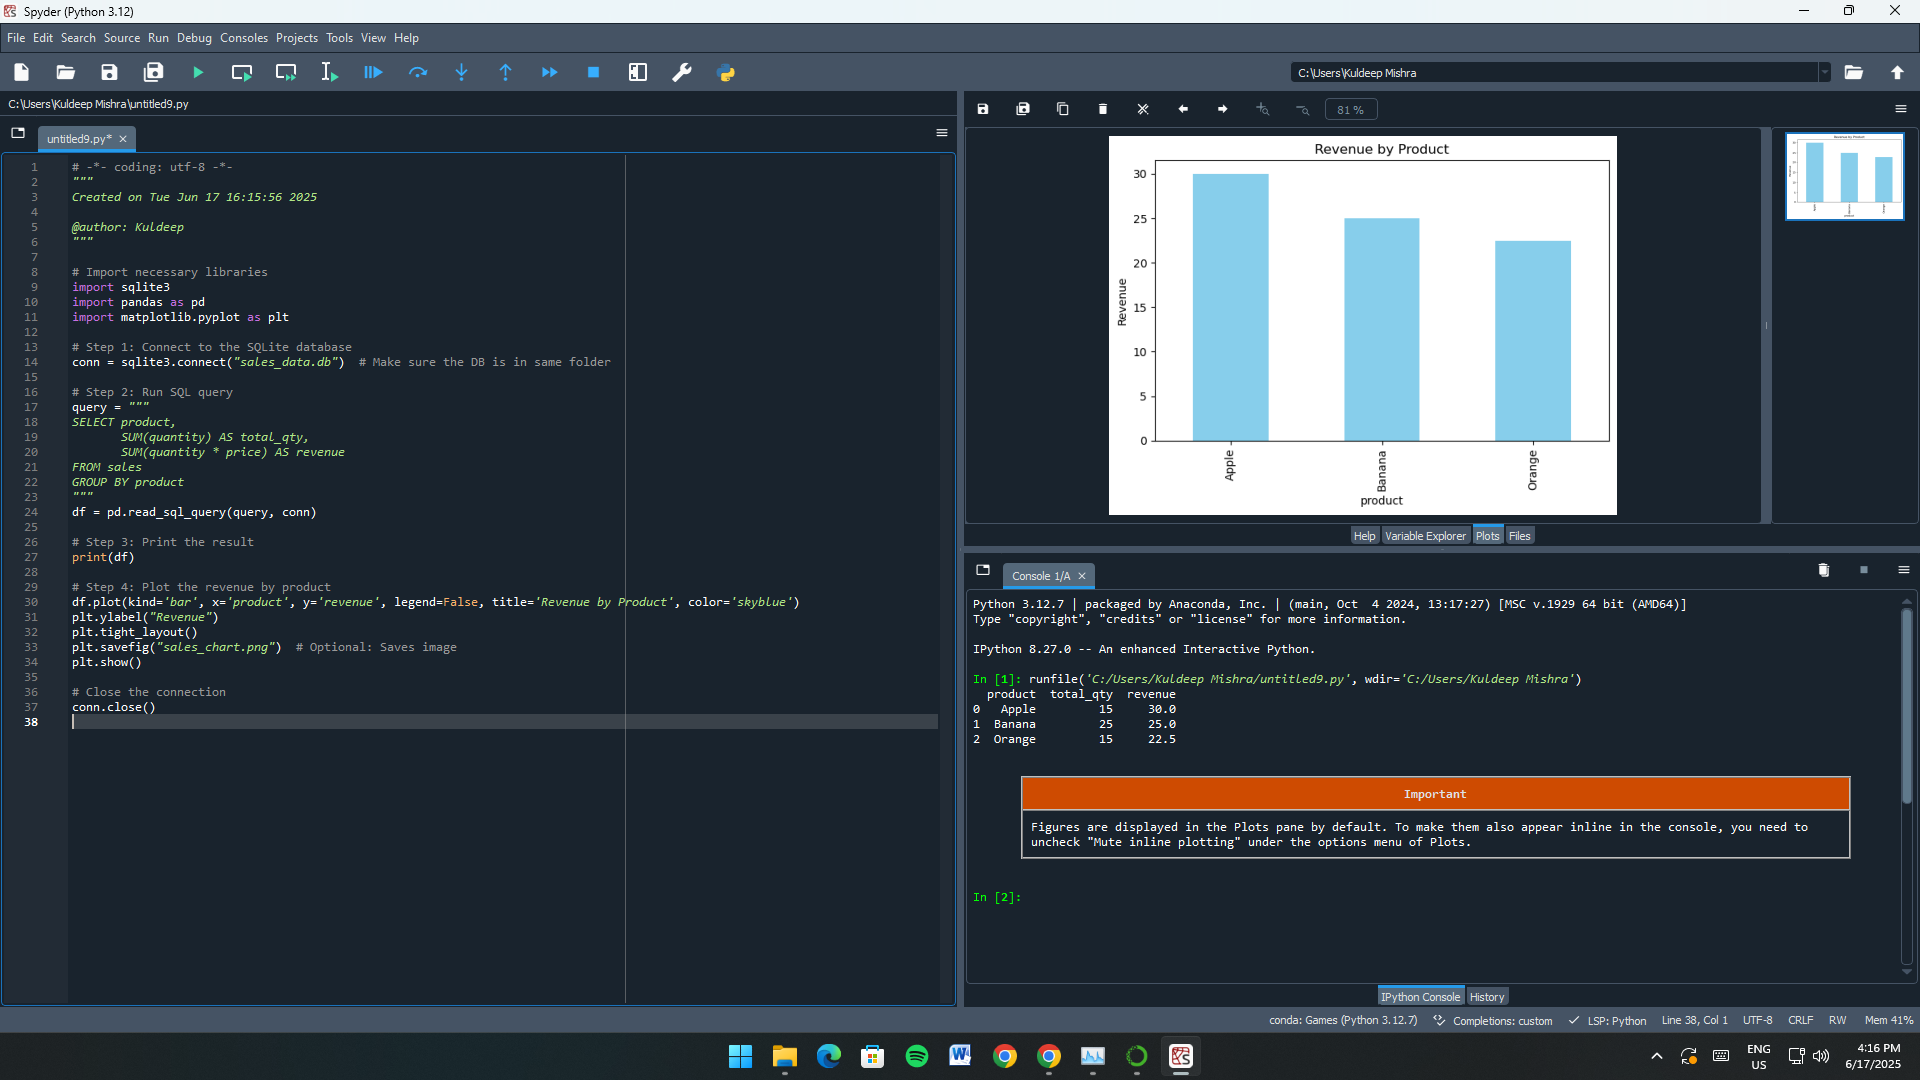 Spyder (Python 3.12)
File Edit Search Source Run Debug Consoles Projects Tools View Help
C:\Users\Kuldeep Mishra
C:\Users\Kuldeep Mishra\untitled9.py
untitled9.py*
1 # -*- coding: utf-8 -*-
2 """
3 Created on Tue Jun 17 16:15:56 2025
4
5 @author: Kuldeep
6 """
7
8 # Import necessary libraries
9 import sqlite3
10 import pandas as pd
11 import matplotlib.pyplot as plt
12
13 # Step 1: Connect to the SQLite database
14 conn = sqlite3.connect("sales_data.db")  # Make sure the DB is in same folder
15
16 # Step 2: Run SQL query
17 query = """
18 SELECT product,
19        SUM(quantity) AS total_qty,
20        SUM(quantity * price) AS revenue
21 FROM sales
22 GROUP BY product
23 """
24 df = pd.read_sql_query(query, conn)
25
26 # Step 3: Print the result
27 print(df)
28
29 # Step 4: Plot the revenue by product
30 df.plot(kind='bar', x='product', y='revenue', legend=False, title='Revenue by Product', color='skyblue')
31 plt.ylabel("Revenue")
32 plt.tight_layout()
33 plt.savefig("sales_chart.png")  # Optional: Saves image
34 plt.show()
35
36 # Close the connection
37 conn.close()
38
81 %
Revenue by Product
30
25
20
15
10
5
0
Revenue
Apple
Banana
Orange
product
Help Variable Explorer Plots Files
Console 1/A
Python 3.12.7 | packaged by Anaconda, Inc. | (main, Oct  4 2024, 13:17:27) [MSC v.1929 64 bit (AMD64)]
Type "copyright", "credits" or "license" for more information.
IPython 8.27.0 -- An enhanced Interactive Python.
In [1]: runfile('C:/Users/Kuldeep Mishra/untitled9.py', wdir='C:/Users/Kuldeep Mishra')
product  total_qty  revenue
0   Apple         15     30.0
1  Banana         25     25.0
2  Orange         15     22.5
Important
Figures are displayed in the Plots pane by default. To make them also appear inline in the console, you need to
uncheck "Mute inline plotting" under the options menu of Plots.
In [2]:
IPython Console History
conda: Games (Python 3.12.7) Completions: custom LSP: Python Line 38, Col 1 UTF-8 CRLF RW Mem 41%
ENG
US
4:16 PM
6/17/2025